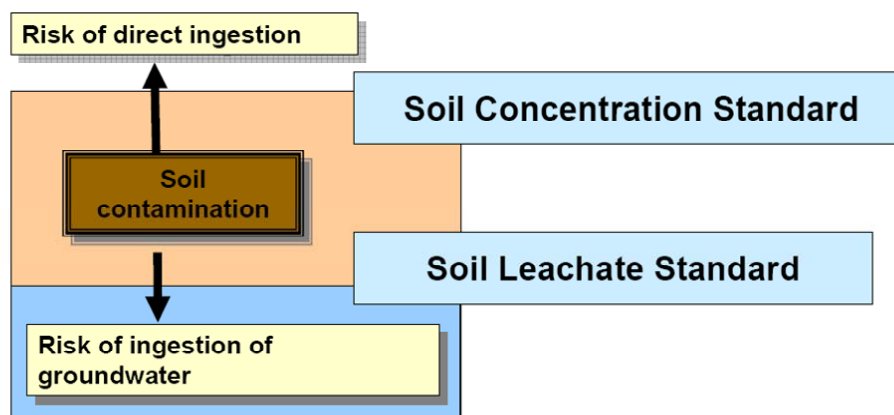 Risk of direct ingestion
Soil Concentration Standard
Soil
contamination
Soil Leachate Standard
Risk of ingestion of
groundwater